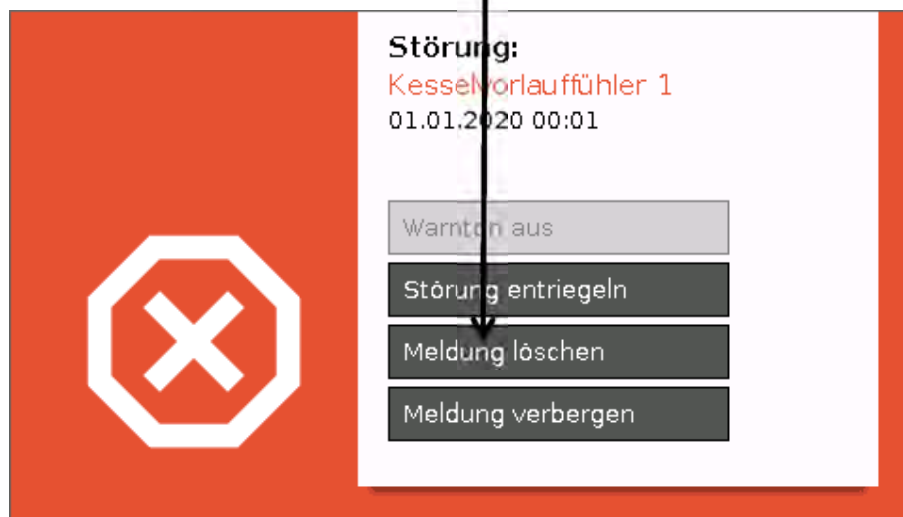 Störung:
Kesselvorlauffühler 1
01.01.2020 00:01
Warnton aus
Störung entriegeln
Meldung löschen
Meldung verbergen